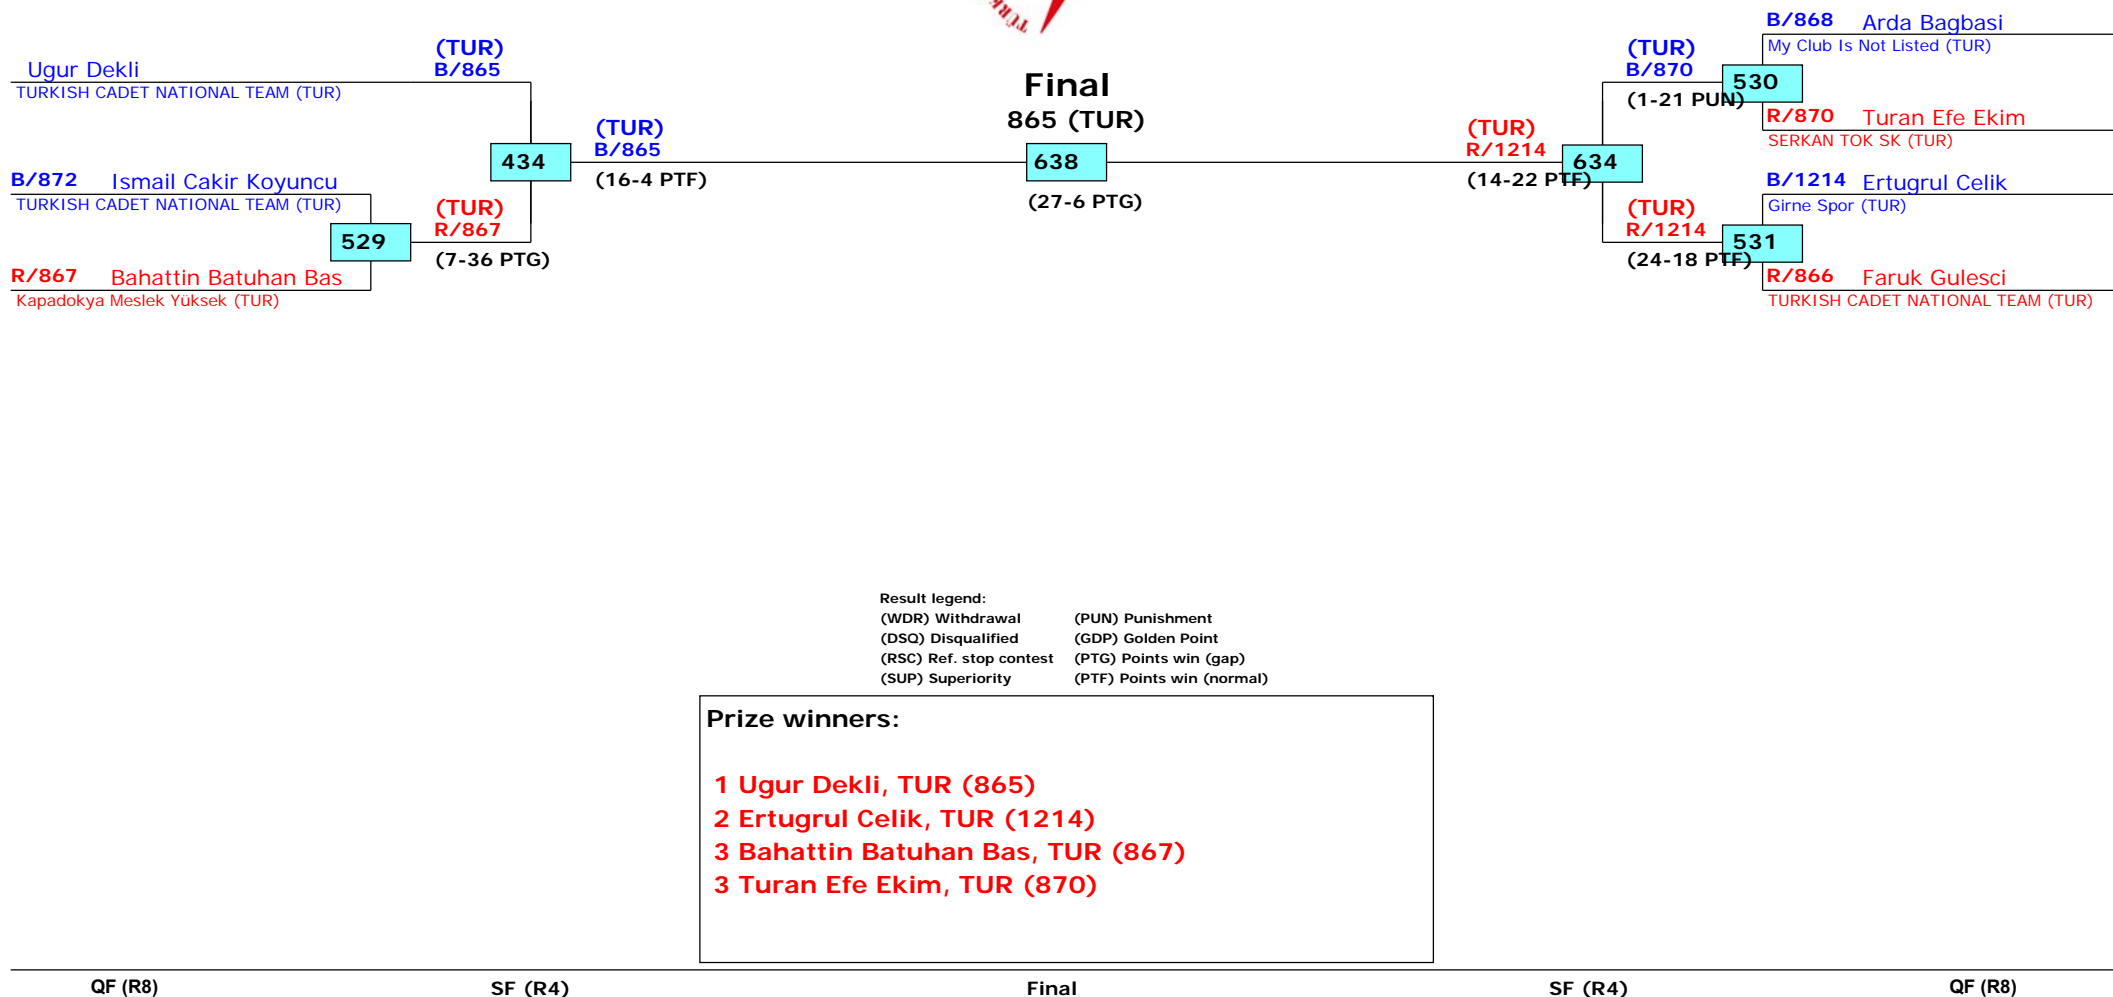 TÜRK
Ugur Dekli
TURKISH CADET NATIONAL TEAM (TUR)
(TUR)
B/865
B/872 Ismail Cakir Koyuncu
TURKISH CADET NATIONAL TEAM (TUR)
529
R/867 Bahattin Batuhan Bas
Kapadokya Meslek Yüksek (TUR)
(TUR)
R/867
(7-36 PTG)
434
(TUR)
B/865
(16-4 PTF)
Final
865 (TUR)
638
(27-6 PTG)
(TUR)
R/1214
(14-22 PTF)
634
(TUR)
B/870
(1-21 PUN)
530
B/868 Arda Bagbasi
My Club Is Not Listed (TUR)
R/870 Turan Efe Ekim
SERKAN TOK SK (TUR)
(TUR)
R/1214
(24-18 PTF)
531
B/1214 Ertugrul Celik
Girne Spor (TUR)
R/866 Faruk Gulesci
TURKISH CADET NATIONAL TEAM (TUR)
Result legend:
(WDR) Withdrawal (PUN) Punishment
(DSQ) Disqualified (GDP) Golden Point
(RSC) Ref. stop contest (PTG) Points win (gap)
(SUP) Superiority (PTF) Points win (normal)
Prize winners:
1 Ugur Dekli, TUR (865)
2 Ertugrul Celik, TUR (1214)
3 Bahattin Batuhan Bas, TUR (867)
3 Turan Efe Ekim, TUR (870)
QF (R8) SF (R4) Final SF (R4) QF (R8)